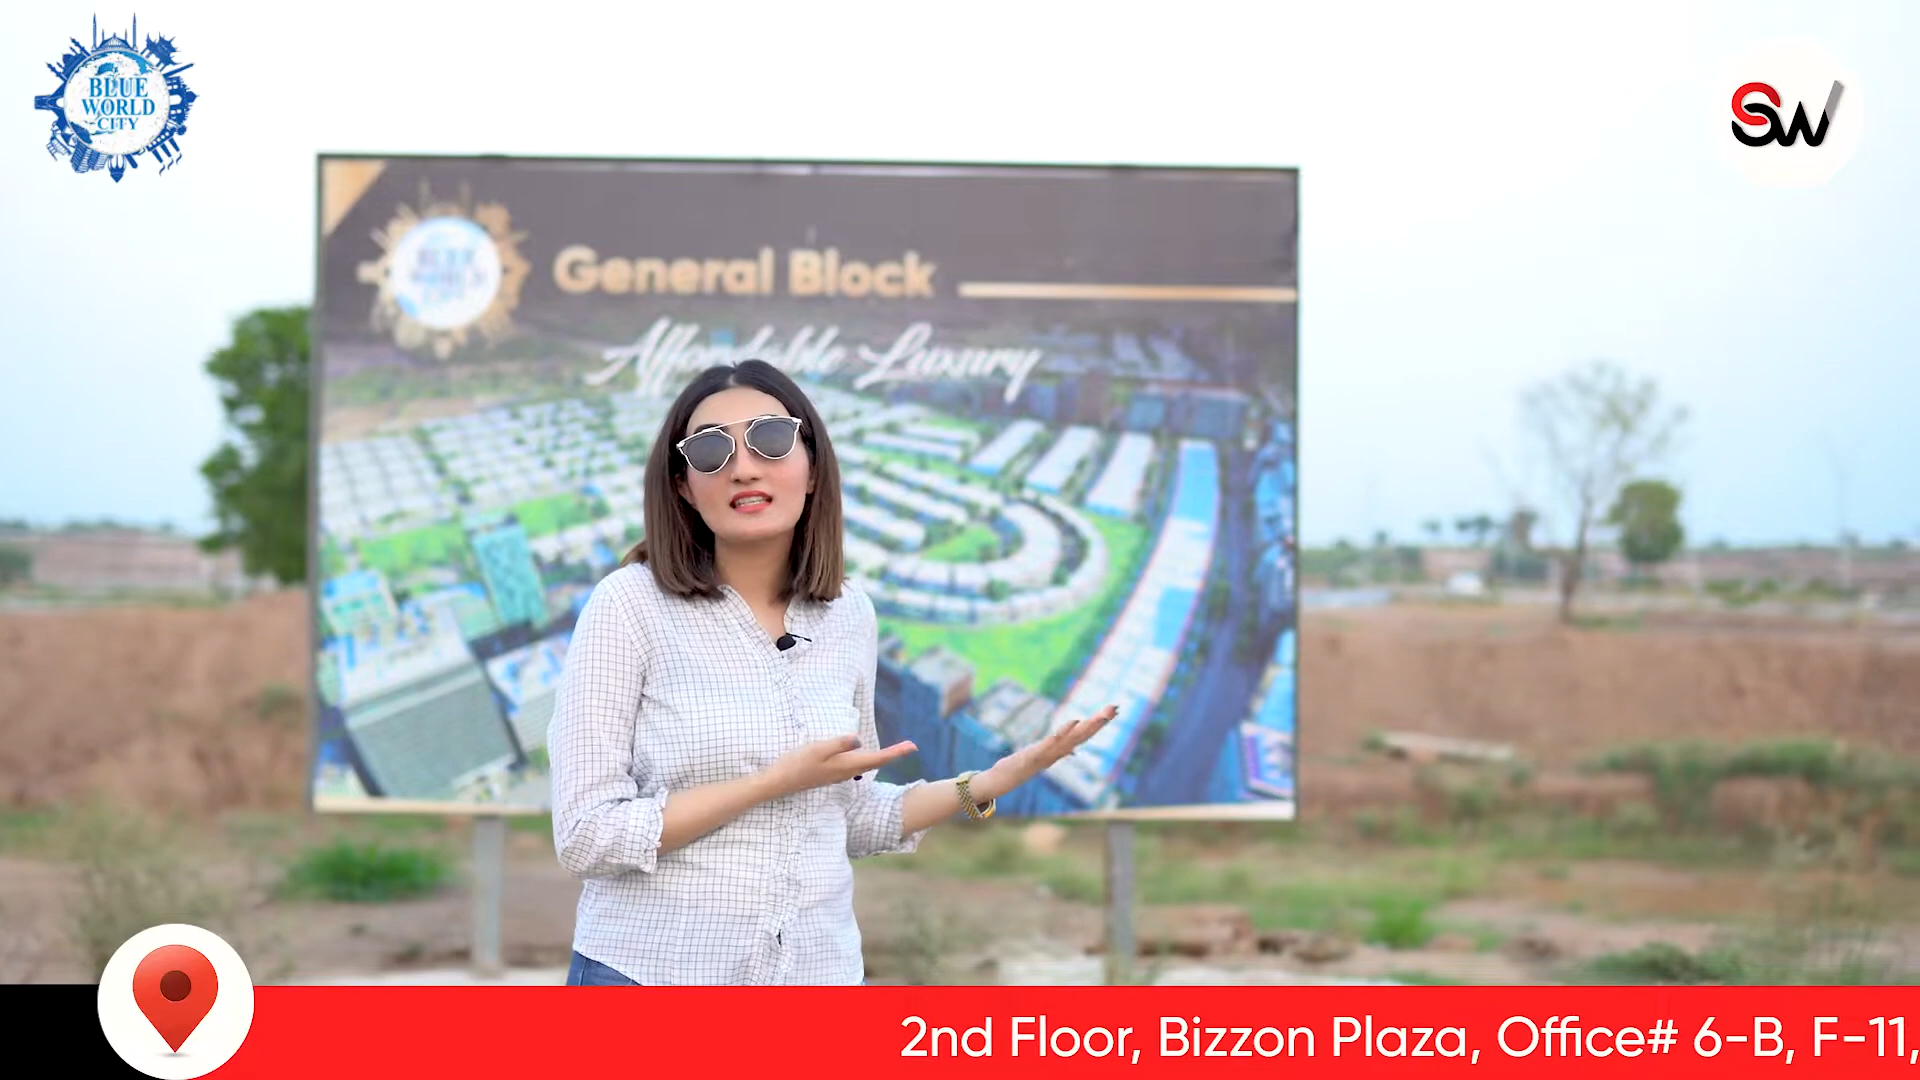 BLUE
WORLD
CITY
SW
General Block
Affordable Luxury
2nd Floor, Bizzon Plaza, Office# 6-B, F-11,